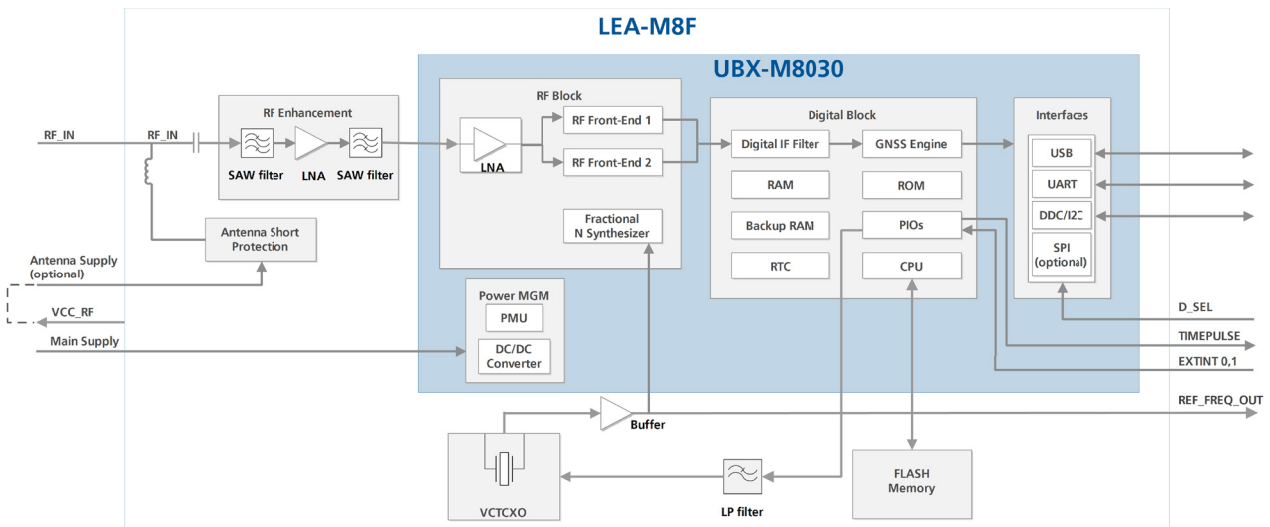 LEA-M8F
UBX-M8030
RF Enhancement
RF Block
Digital Block
Interfaces
RF_IN
RF_IN
SAW filter
LNA
SAW filter
LNA
RF Front-End 1
RF Front-End 2
Digital IF Filter
GNSS Engine
USB
RAM
ROM
UART
Fractional
N Synthesizer
Backup RAM
PIOs
DDC/I2C
Antenna Short
Protection
RTC
CPU
SPI
(optional)
Antenna Supply
(optional)
Power MGM
PMU
DC/DC
Converter
VCC_RF
Main Supply
D_SEL
TIMEPULSE
EXTINT 0,1
REF_FREQ_OUT
Buffer
VCTCXO
LP filter
FLASH
Memory